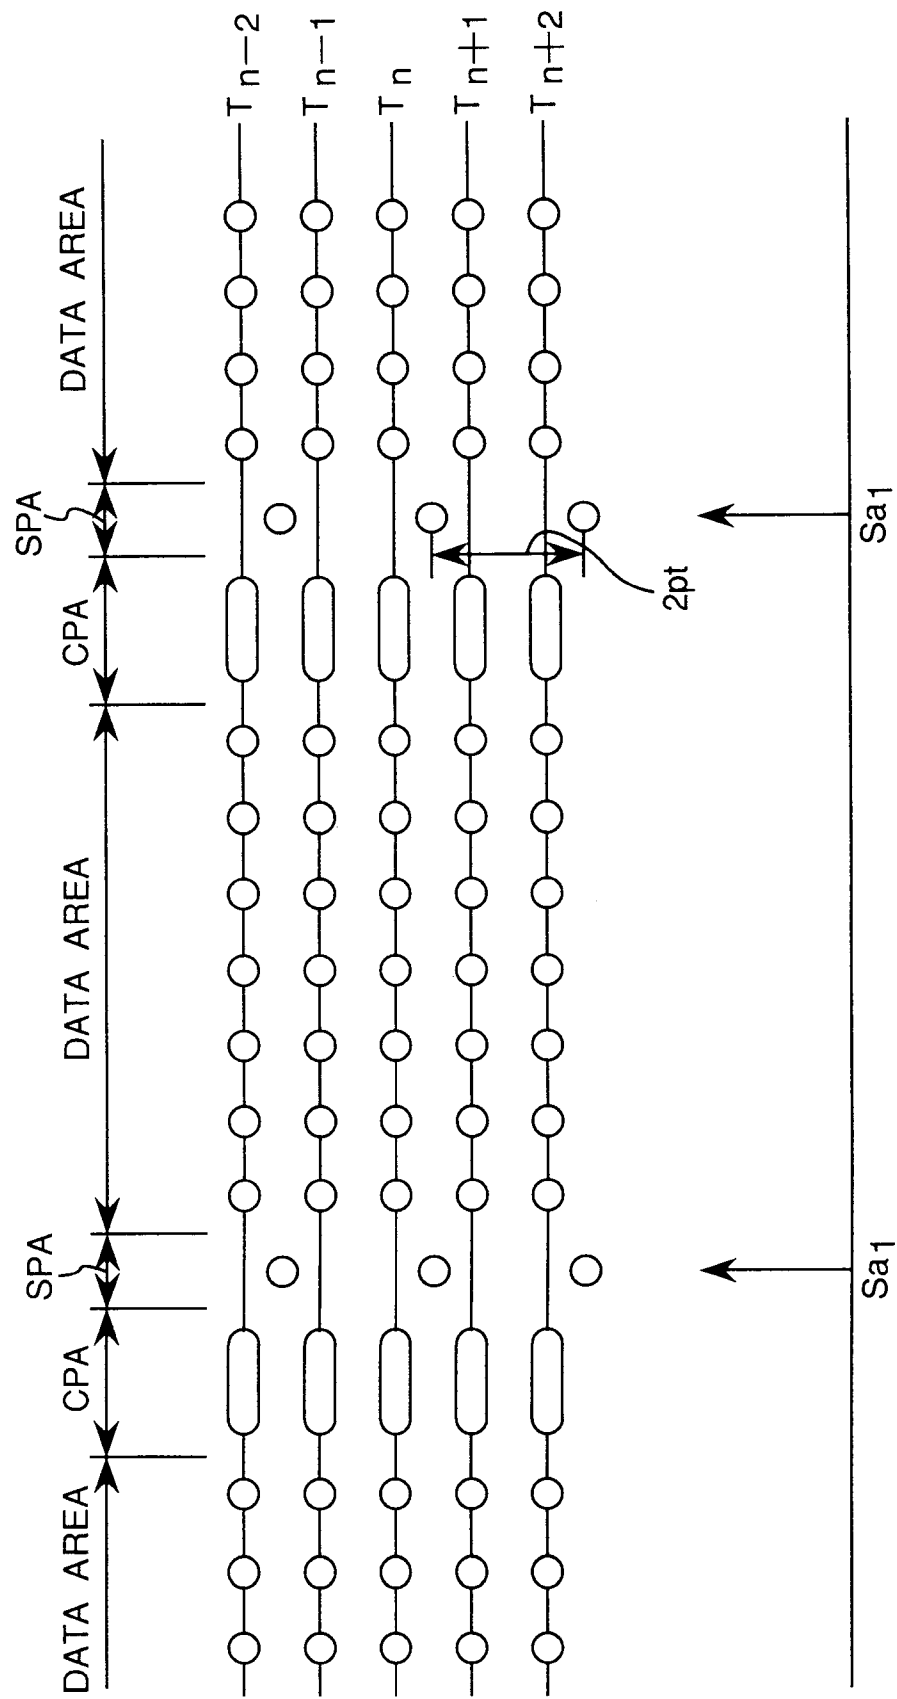 DATA AREA
CPA
SPA
DATA AREA
CPA
SPA
DATA AREA
Tn−2
Tn−1
Tn
Tn+1
Tn+2
2pt
Sa1
Sa1